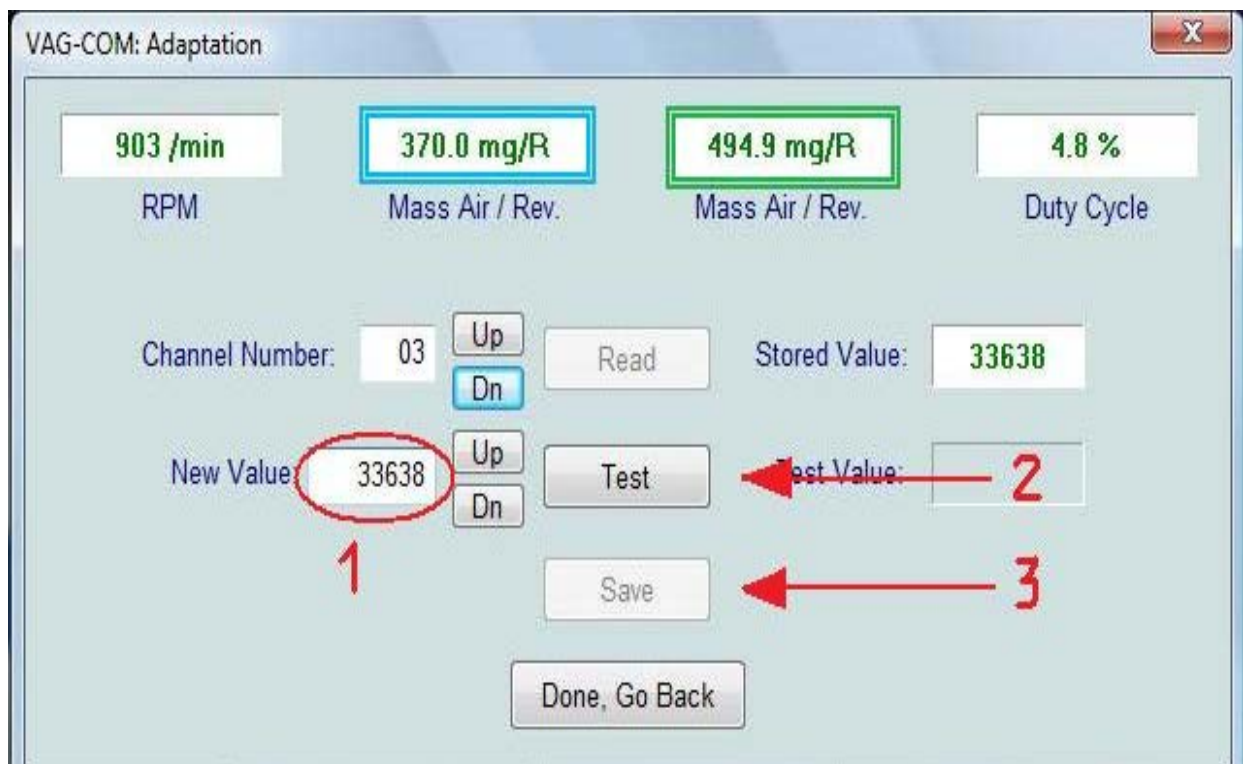 VAG-COM: Adaptation
X
903 /min 370.0 mg/R 494.9 mg/R 4.8 %
RPM Mass Air / Rev. Mass Air / Rev. Duty Cycle
Channel Number: 03 Up Read Stored Value: 33638
Dn
New Value: 33638 Up Test Test Value: 2
Dn
1
Save 3
Done, Go Back